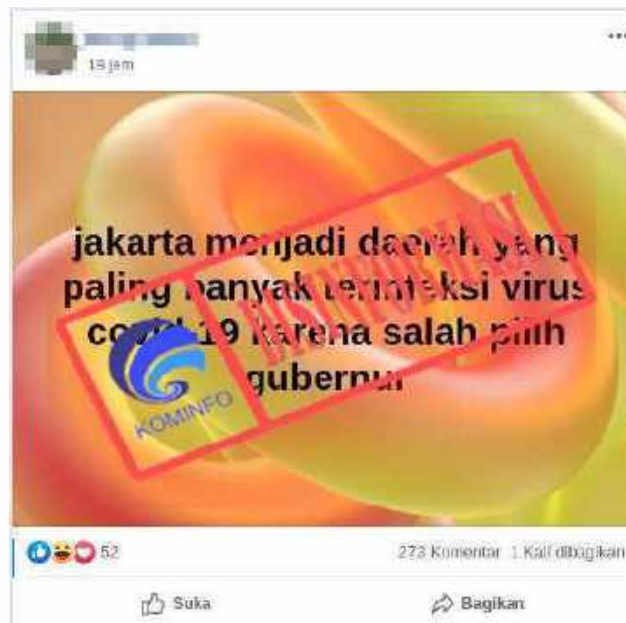 19 jam
jakarta menjadi daerah yang
paling banyak terinfeksi virus
covid 19 karena salah pilih
gubernur
DISINFORMASI
KOMINFO
52
273 Komentar 1 Kali dibagikan
Suka
Bagikan